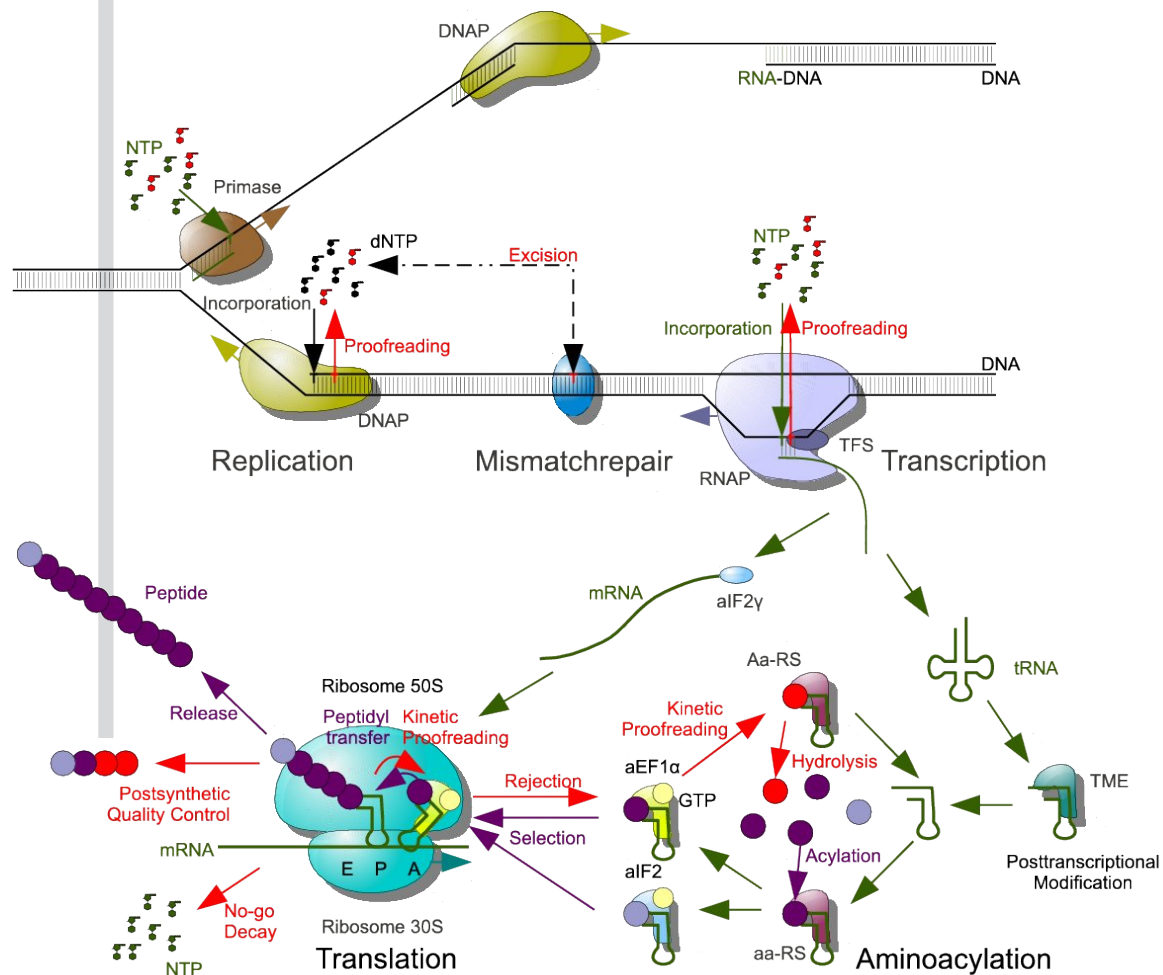 DNAP
RNA-DNA
DNA
NTP
Primase
dNTP
Excision
NTP
Incorporation
Proofreading
Incorporation
Proofreading
DNA
DNAP
TFS
RNAP
Replication
Mismatchrepair
Transcription
Peptide
mRNA
aIF2γ
Aa-RS
tRNA
Ribosome 50S
Release
Peptidyl
transfer
Kinetic
Proofreading
Kinetic
Proofreading
Hydrolysis
Rejection
aEF1α
GTP
TME
Postsynthetic
Quality Control
Selection
mRNA
E P A
Acylation
Posttranscriptional
Modification
aIF2
No-go
Decay
NTP
Ribosome 30S
Translation
aa-RS
Aminoacylation